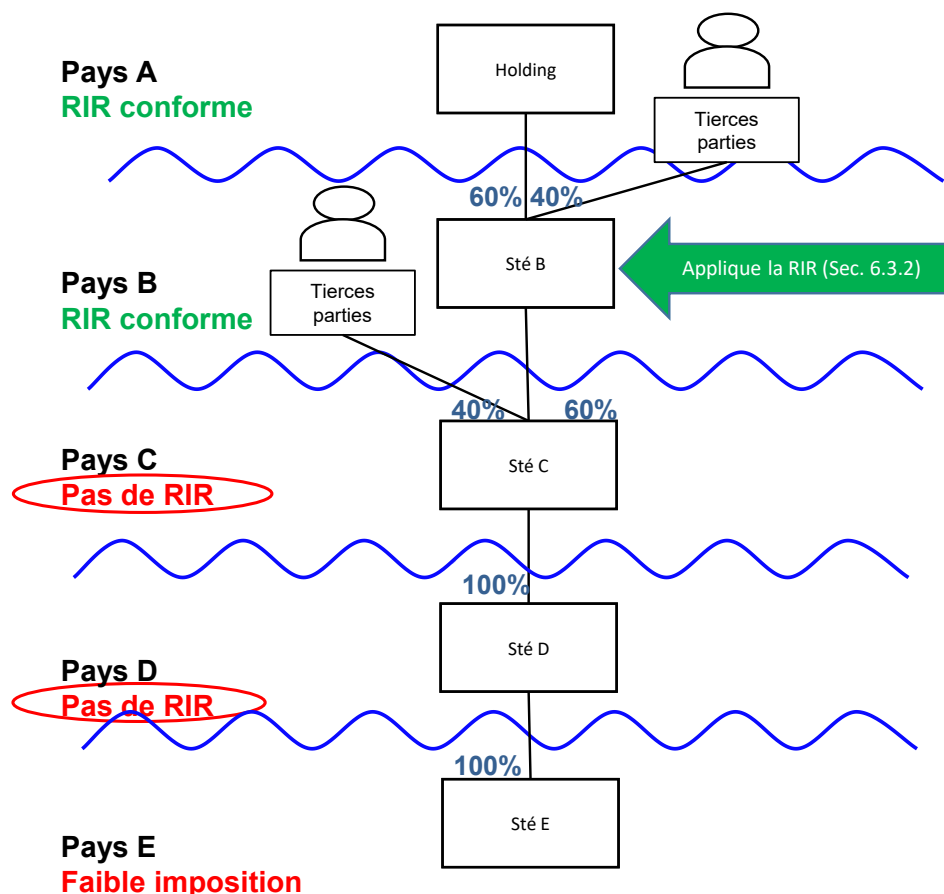 Pays A
RIR conforme
Holding
Tierces
parties
60%
40%
Pays B
RIR conforme
Tierces
parties
Sté B
Applique la RIR (Sec. 6.3.2)
40%
60%
Pays C
Pas de RIR
Sté C
100%
Pays D
Pas de RIR
Sté D
100%
Pays E
Faible imposition
Sté E